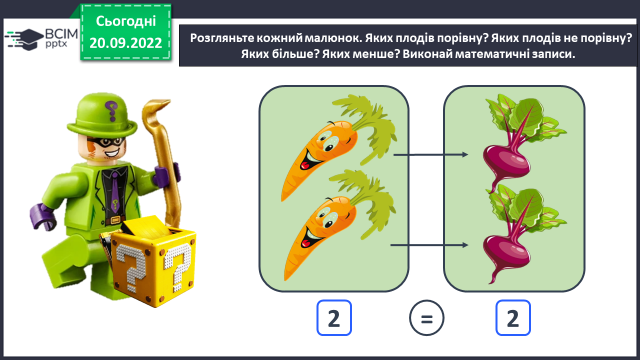 BCIM
pptx
Сьогодні
20.09.2022
Розгляньте кожний малюнок. Яких плодів порівну? Яких плодів не порівну?
Яких більше? Яких менше? Виконай математичні записи.
? ?
2 = 2